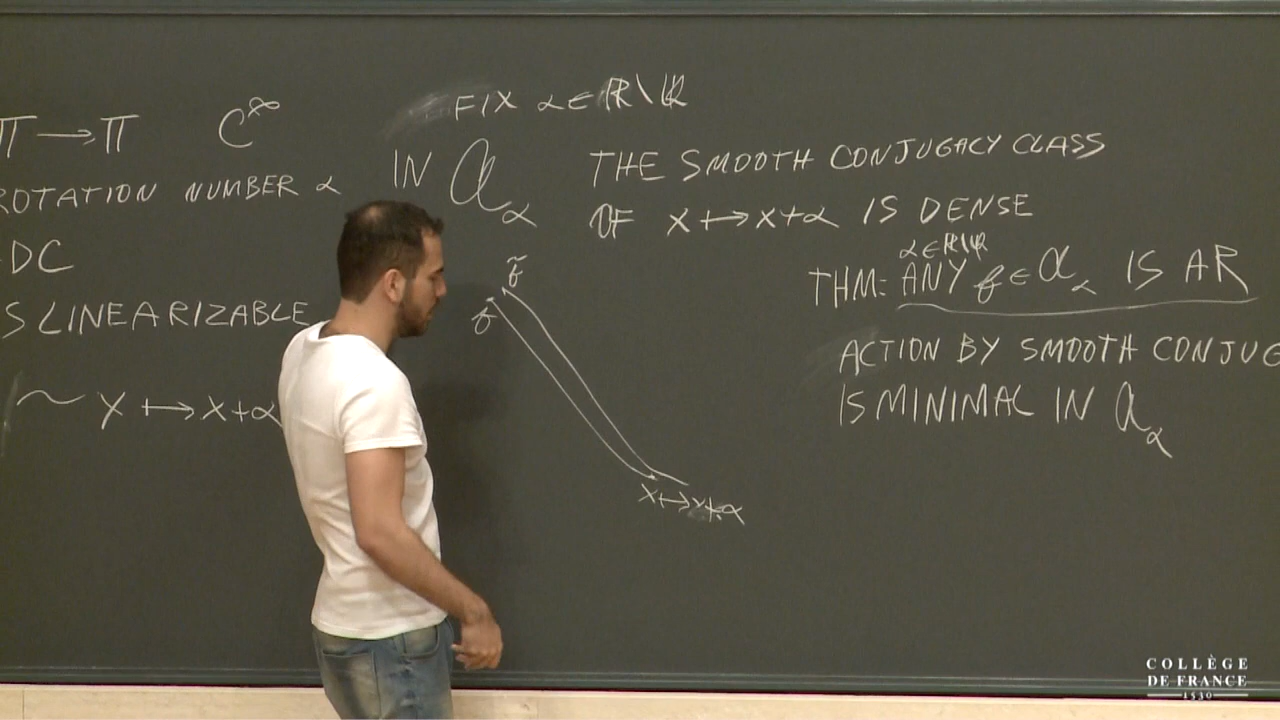 𝕋 → 𝕋 C^∞
ROTATION NUMBER α
DC
S LINEARIZABLE
~ X ↦ X+α
FIX α ∈ ℝ\ℚ
IN 𝒜_α THE SMOOTH CONJUGACY CLASS
OF X ↦ X+α IS DENSE
α∈ℝ\ℚ
THM: ANY f ∈ 𝒜_α IS AR
ACTION BY SMOOTH CONJUG
IS MINIMAL IN 𝒜_α
f̃
f
X ↦ X+α
COLLÈGE
DE FRANCE
1530